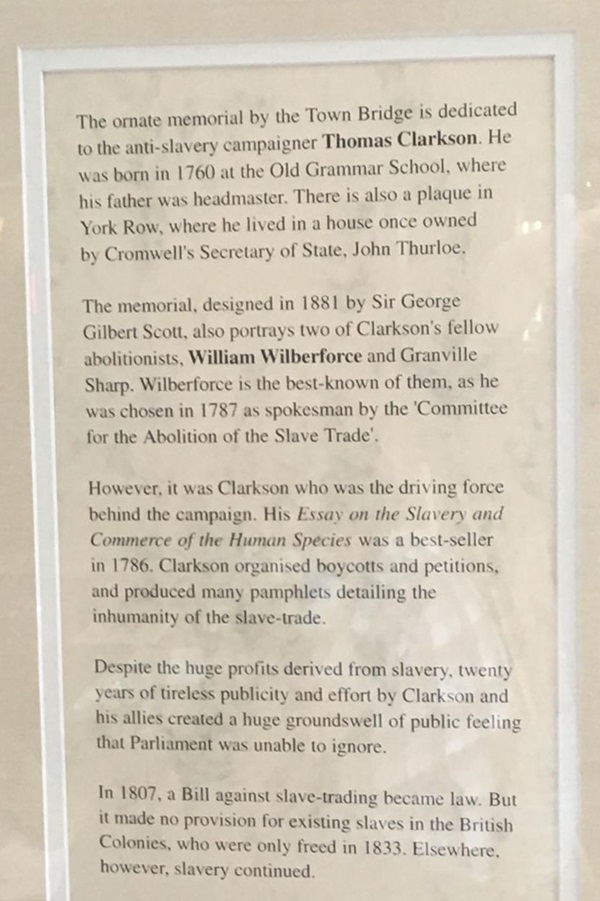 The ornate memorial by the Town Bridge is dedicated
to the anti-slavery campaigner Thomas Clarkson. He
was born in 1760 at the Old Grammar School, where
his father was headmaster. There is also a plaque in
York Row, where he lived in a house once owned
by Cromwell's Secretary of State, John Thurloe.
The memorial, designed in 1881 by Sir George
Gilbert Scott, also portrays two of Clarkson's fellow
abolitionists, William Wilberforce and Granville
Sharp. Wilberforce is the best-known of them, as he
was chosen in 1787 as spokesman by the 'Committee
for the Abolition of the Slave Trade'.
However, it was Clarkson who was the driving force
behind the campaign. His Essay on the Slavery and
Commerce of the Human Species was a best-seller
in 1786. Clarkson organised boycotts and petitions,
and produced many pamphlets detailing the
inhumanity of the slave-trade.
Despite the huge profits derived from slavery, twenty
years of tireless publicity and effort by Clarkson and
his allies created a huge groundswell of public feeling
that Parliament was unable to ignore.
In 1807, a Bill against slave-trading became law. But
it made no provision for existing slaves in the British
Colonies, who were only freed in 1833. Elsewhere,
however, slavery continued.